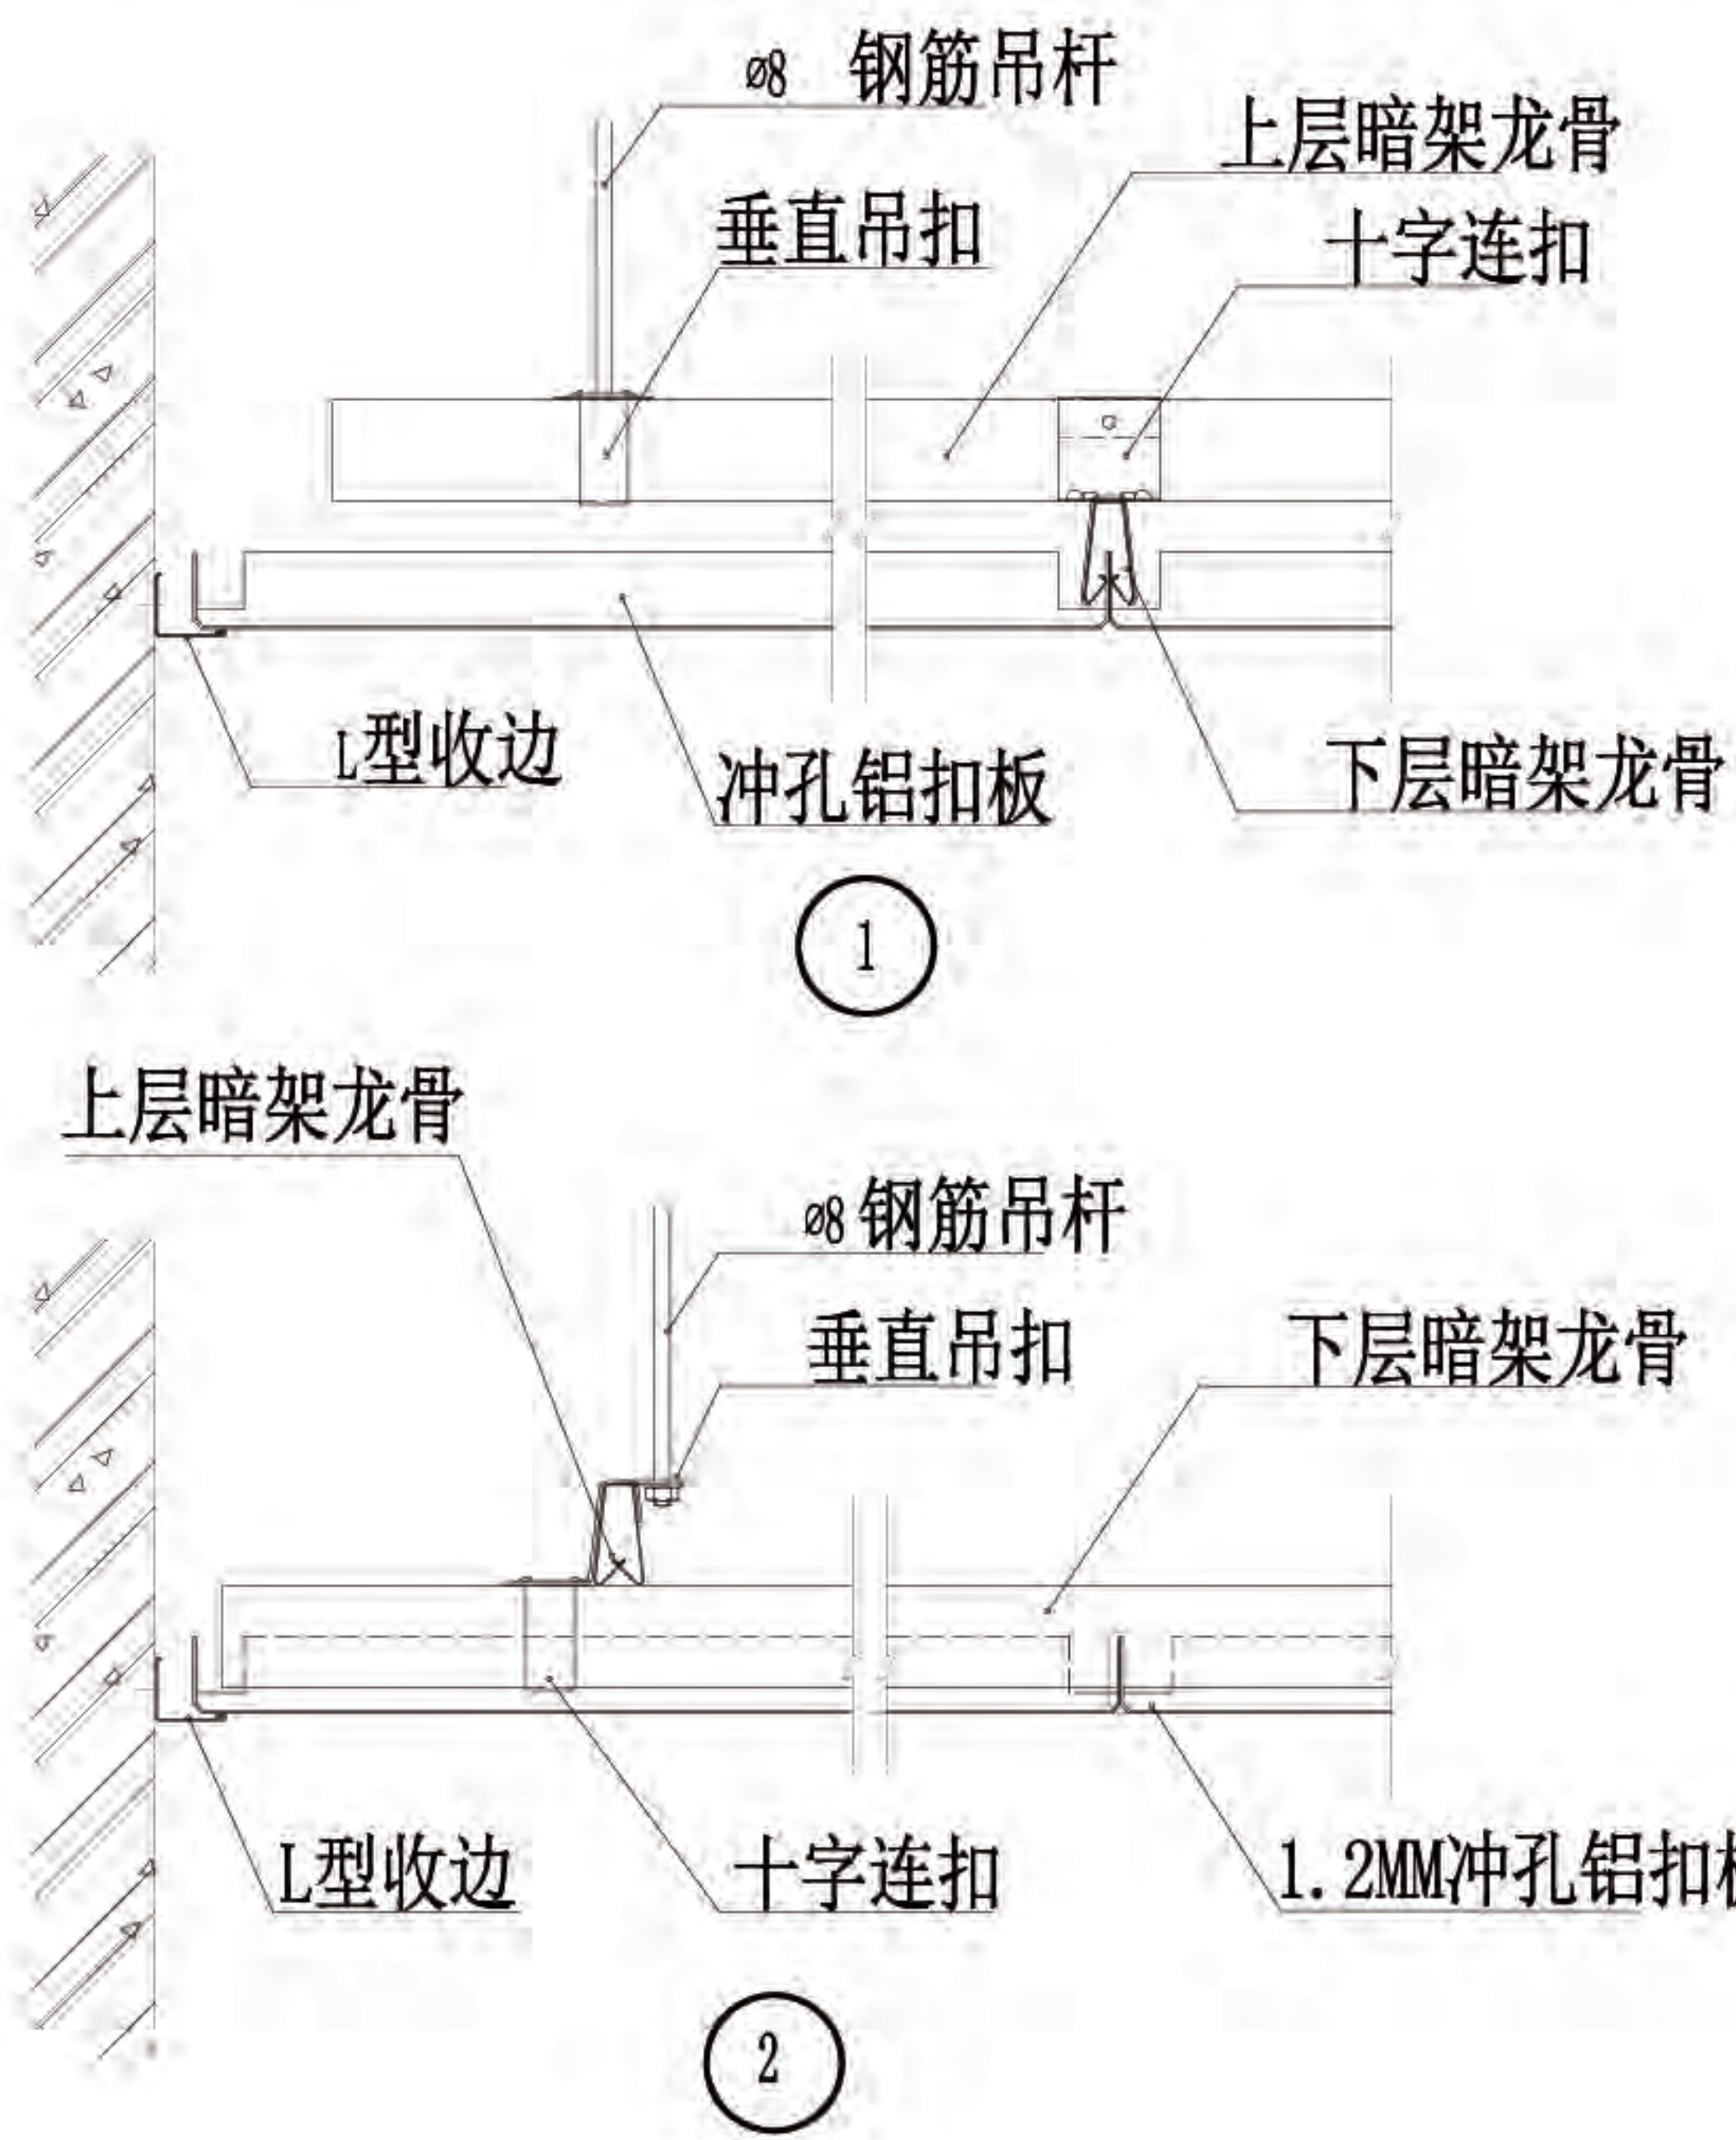 ø8 钢筋吊杆
上层暗架龙骨
垂直吊扣
十字连扣
L型收边
冲孔铝扣板
下层暗架龙骨
1
上层暗架龙骨
ø8钢筋吊杆
垂直吊扣
下层暗架龙骨
L型收边
十字连扣
1.2MM冲孔铝扣
2